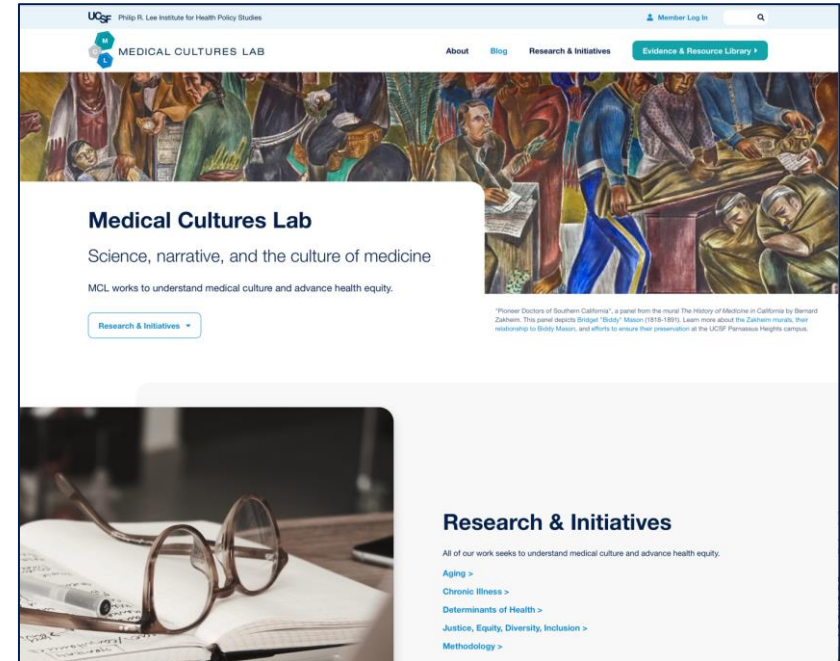 UCSF Philip R. Lee Institute for Health Policy Studies
Member Log In
M
C
L
MEDICAL CULTURES LAB
About
Blog
Research & Initiatives
Evidence & Resource Library
Medical Cultures Lab
Science, narrative, and the culture of medicine
MCL works to understand medical culture and advance health equity.
Research & Initiatives
"Pioneer Doctors of Southern California", a panel from the mural The History of Medicine in California by Bernard
Zakheim. This panel depicts Bridget "Biddy" Mason (1818-1891). Learn more about the Zakheim murals, their
relationship to Biddy Mason, and efforts to ensure their preservation at the UCSF Parnassus Heights campus.
Research & Initiatives
All of our work seeks to understand medical culture and advance health equity.
Aging >
Chronic Illness >
Determinants of Health >
Justice, Equity, Diversity, Inclusion >
Methodology >